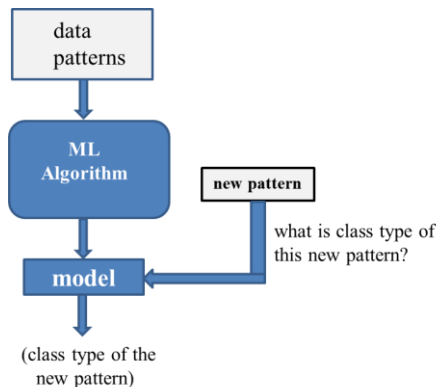 data
patterns
ML
Algorithm
new pattern
what is class type of
this new pattern?
model
(class type of the
new pattern)